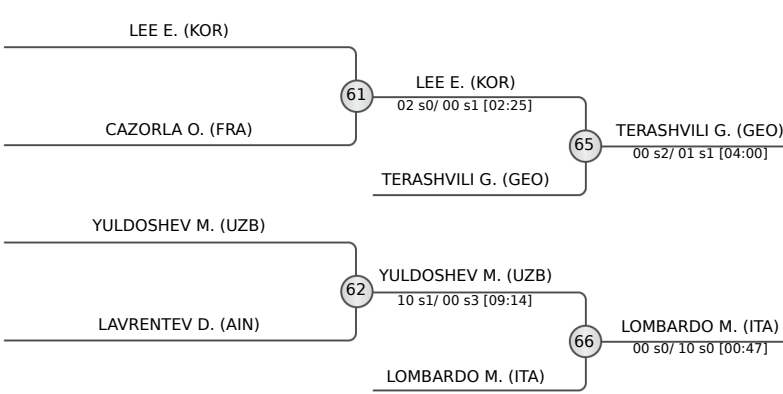 LEE E. (KOR)
CAZORLA O. (FRA)
61
LEE E. (KOR)
02 s0/ 00 s1 [02:25]
TERASHVILI G. (GEO)
65
TERASHVILI G. (GEO)
00 s2/ 01 s1 [04:00]
YULDOSHEV M. (UZB)
LAVRENTEV D. (AIN)
62
YULDOSHEV M. (UZB)
10 s1/ 00 s3 [09:14]
LOMBARDO M. (ITA)
66
LOMBARDO M. (ITA)
00 s0/ 10 s0 [00:47]